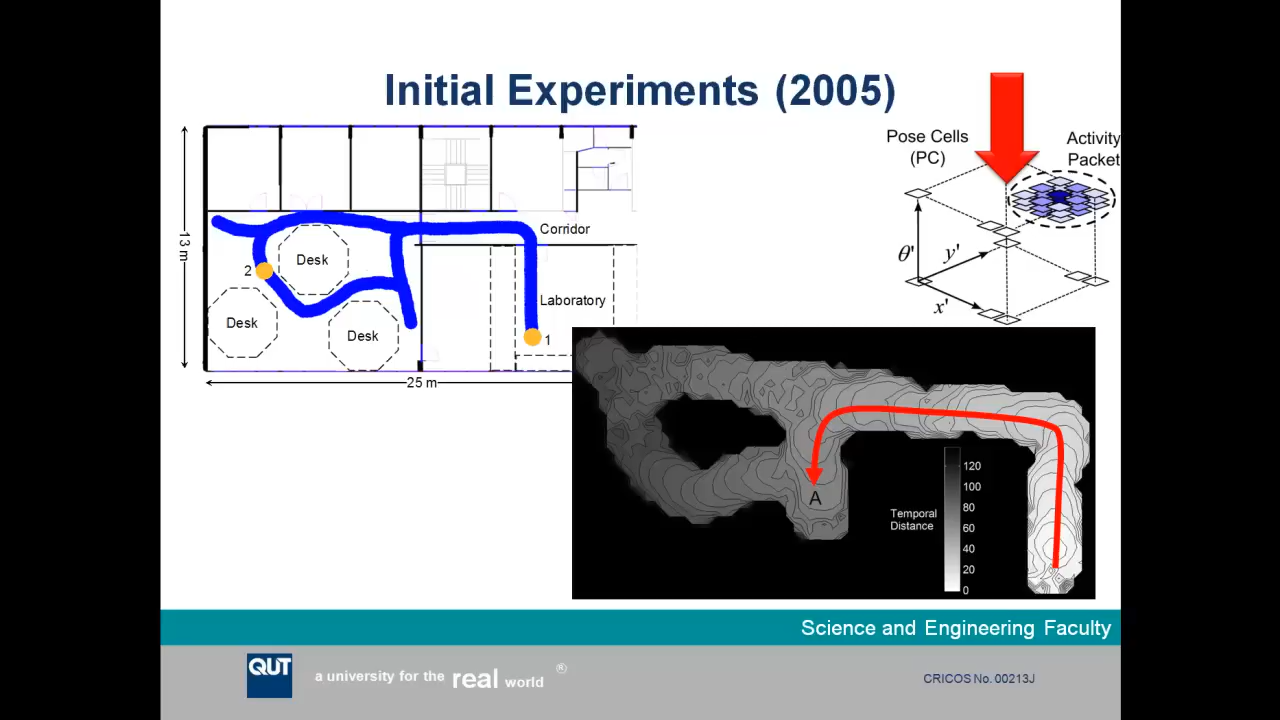 Initial Experiments (2005)
Pose Cells
(PC)
Activity
Packet
θ'
y'
x'
13 m
25 m
Corridor
Laboratory
Desk
Desk
Desk
2
1
A
Temporal
Distance
120
100
80
60
40
20
0
Science and Engineering Faculty
QUT
a university for the real world ®
CRICOS No. 00213J